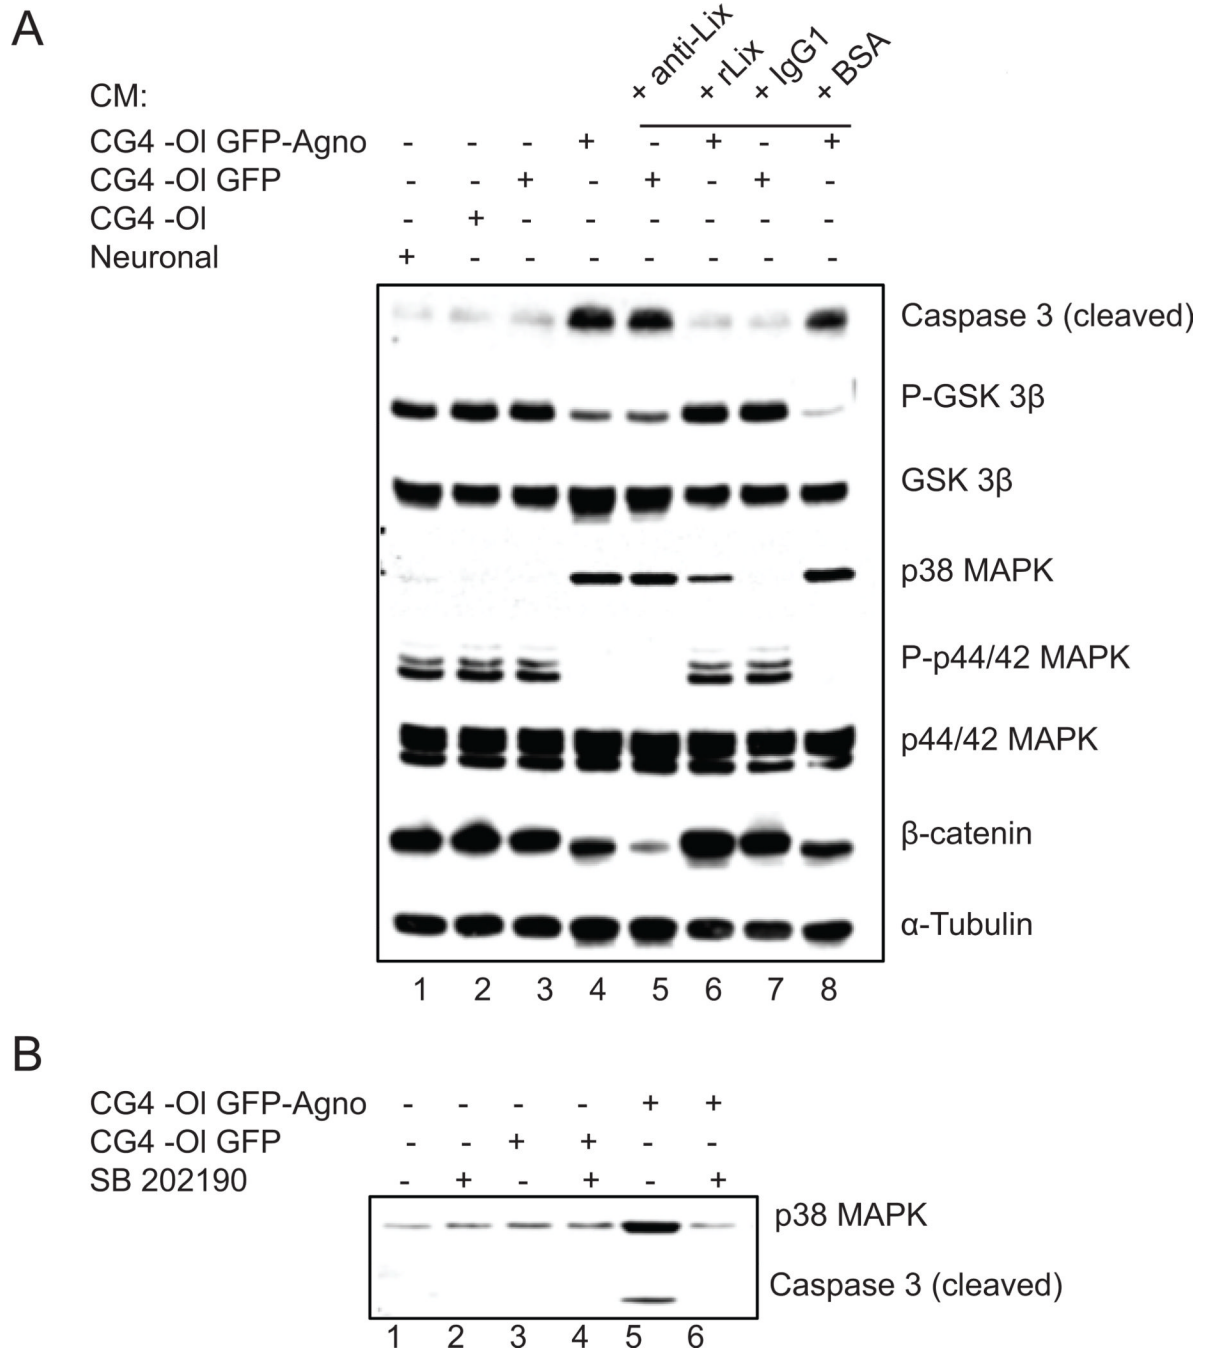 A
+ anti-Lix + rLix + IgG1 + BSA
CM:
CG4 -Ol GFP-Agno - - - + - + - +
CG4 -Ol GFP - - + - + - + -
CG4 -Ol - + - - - - - -
Neuronal + - - - - - - -
Caspase 3 (cleaved)
P-GSK 3β
GSK 3β
p38 MAPK
P-p44/42 MAPK
p44/42 MAPK
β-catenin
α-Tubulin
1 2 3 4 5 6 7 8
B
CG4 -Ol GFP-Agno - - - - + +
CG4 -Ol GFP - - + + - -
SB 202190 - + - + - +
p38 MAPK
Caspase 3 (cleaved)
1 2 3 4 5 6